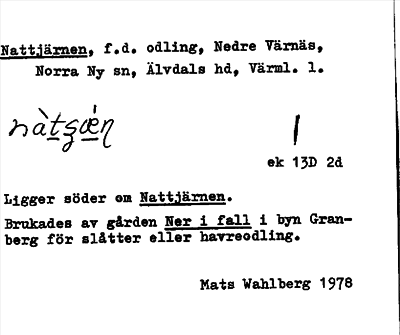 Nattjärnen, f.d. odling, Nedre Värnäs,
Norra Ny sn, Älvdals hd, Värml. l.
ek 13D 2d
Ligger söder om Nattjärnen.
Brukades av gården Ner i fall i byn Gran-
berg för slåtter eller havreodling.
Mats Wahlberg 1978